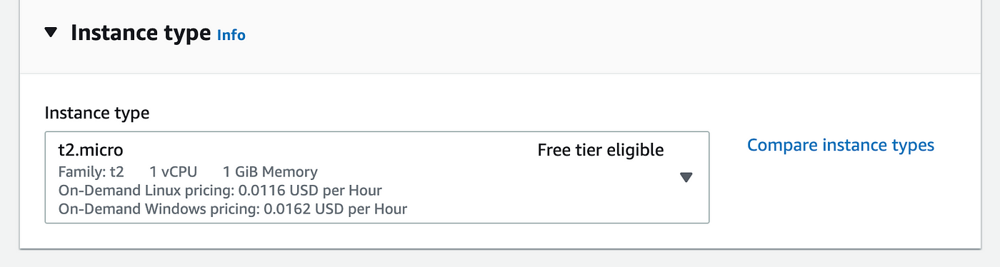 Instance type Info
Instance type
t2.micro Free tier eligible
Family: t2 1 vCPU 1 GiB Memory
On-Demand Linux pricing: 0.0116 USD per Hour
On-Demand Windows pricing: 0.0162 USD per Hour
Compare instance types